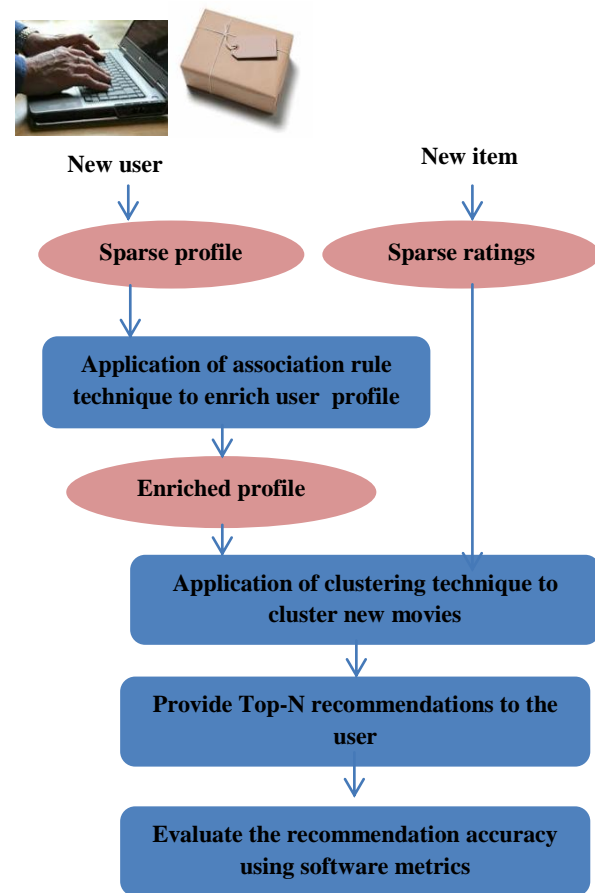 New user
New item
Sparse profile
Sparse ratings
Application of association rule
technique to enrich user profile
Enriched profile
Application of clustering technique to
cluster new movies
Provide Top-N recommendations to the
user
Evaluate the recommendation accuracy
using software metrics